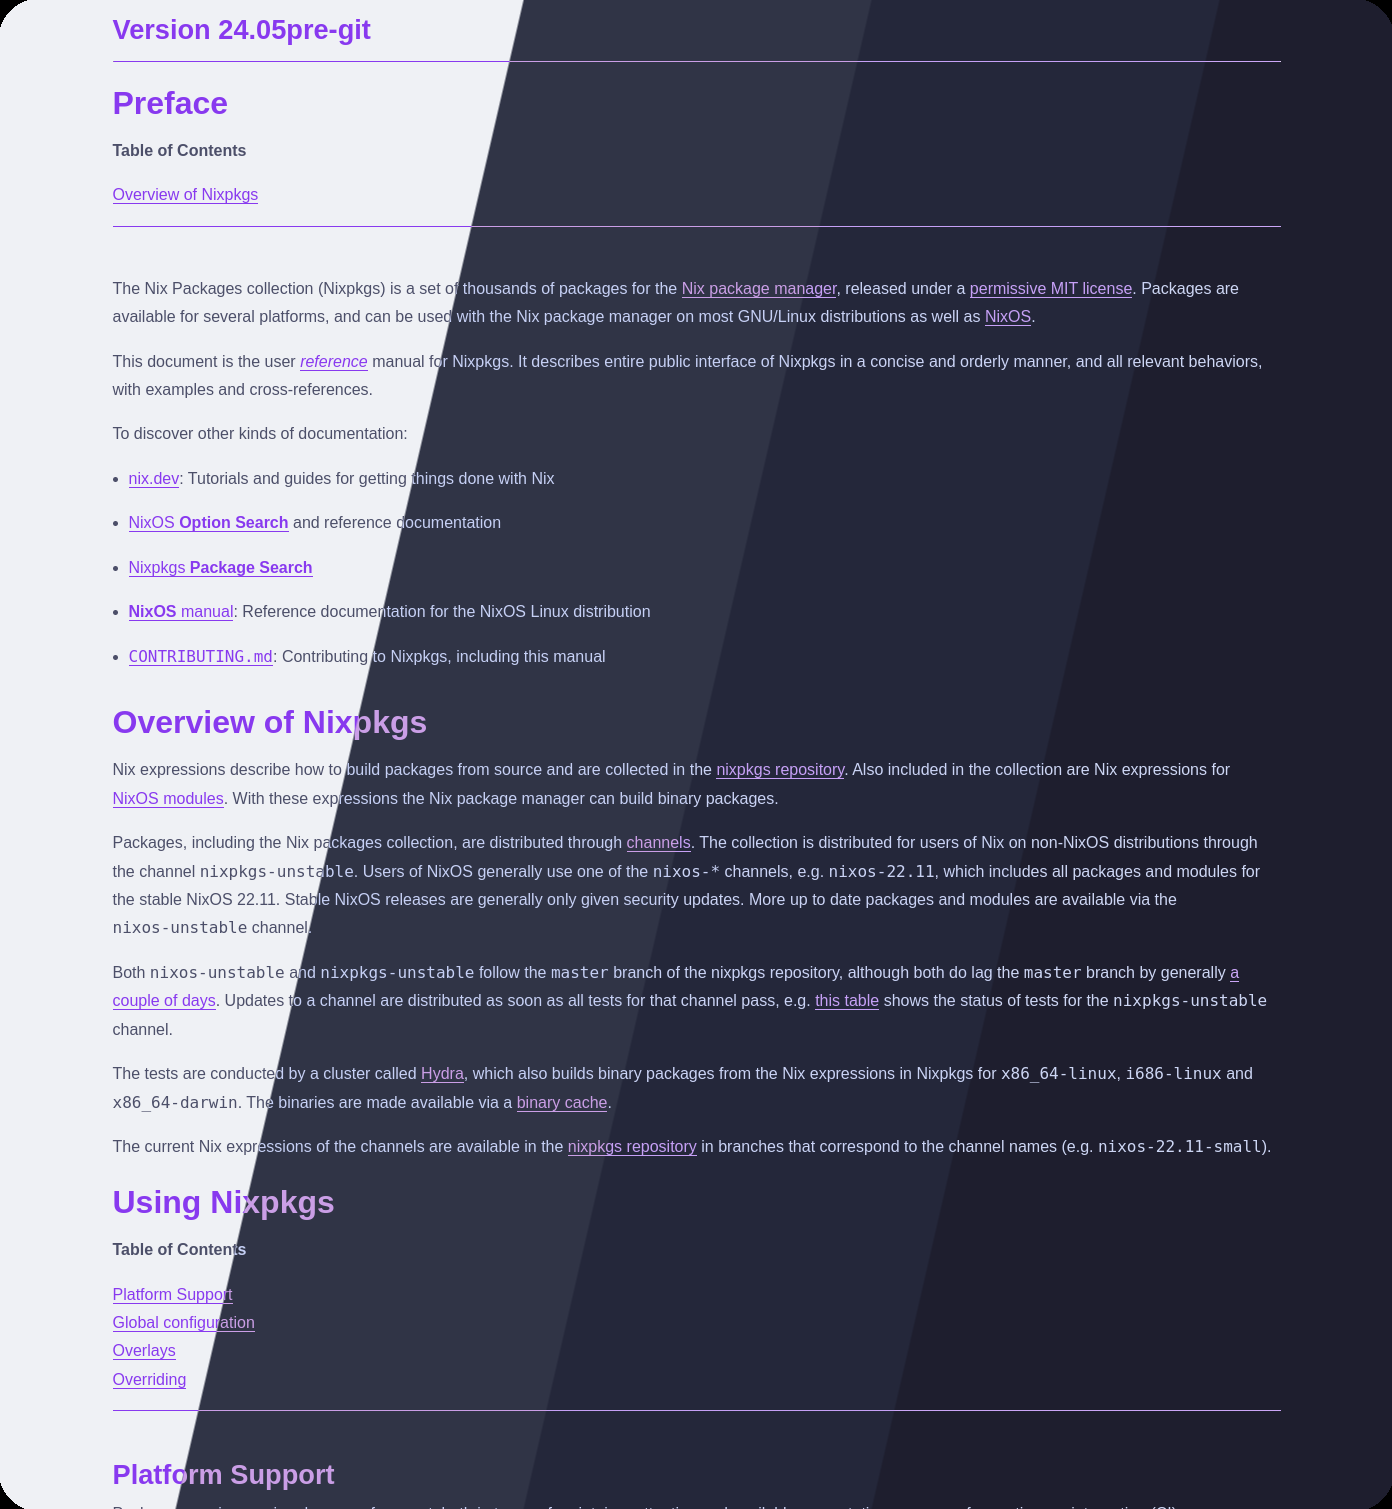 Version 24.05pre-git
Preface
Table of Contents
Overview of Nixpkgs
The Nix Packages collection (Nixpkgs) is a set of thousands of packages for the Nix package manager, released under a permissive MIT license. Packages are
available for several platforms, and can be used with the Nix package manager on most GNU/Linux distributions as well as NixOS.
This document is the user reference manual for Nixpkgs. It describes entire public interface of Nixpkgs in a concise and orderly manner, and all relevant behaviors,
with examples and cross-references.
To discover other kinds of documentation:
• nix.dev: Tutorials and guides for getting things done with Nix
• NixOS Option Search and reference documentation
• Nixpkgs Package Search
• NixOS manual: Reference documentation for the NixOS Linux distribution
• CONTRIBUTING.md: Contributing to Nixpkgs, including this manual
Overview of Nixpkgs
Nix expressions describe how to build packages from source and are collected in the nixpkgs repository. Also included in the collection are Nix expressions for
NixOS modules. With these expressions the Nix package manager can build binary packages.
Packages, including the Nix packages collection, are distributed through channels. The collection is distributed for users of Nix on non-NixOS distributions through
the channel nixpkgs-unstable. Users of NixOS generally use one of the nixos-* channels, e.g. nixos-22.11, which includes all packages and modules for
the stable NixOS 22.11. Stable NixOS releases are generally only given security updates. More up to date packages and modules are available via the
nixos-unstable channel.
Both nixos-unstable and nixpkgs-unstable follow the master branch of the nixpkgs repository, although both do lag the master branch by generally a
couple of days. Updates to a channel are distributed as soon as all tests for that channel pass, e.g. this table shows the status of tests for the nixpkgs-unstable
channel.
The tests are conducted by a cluster called Hydra, which also builds binary packages from the Nix expressions in Nixpkgs for x86_64-linux, i686-linux and
x86_64-darwin. The binaries are made available via a binary cache.
The current Nix expressions of the channels are available in the nixpkgs repository in branches that correspond to the channel names (e.g. nixos-22.11-small).
Using Nixpkgs
Table of Contents
Platform Support
Global configuration
Overlays
Overriding
Platform Support